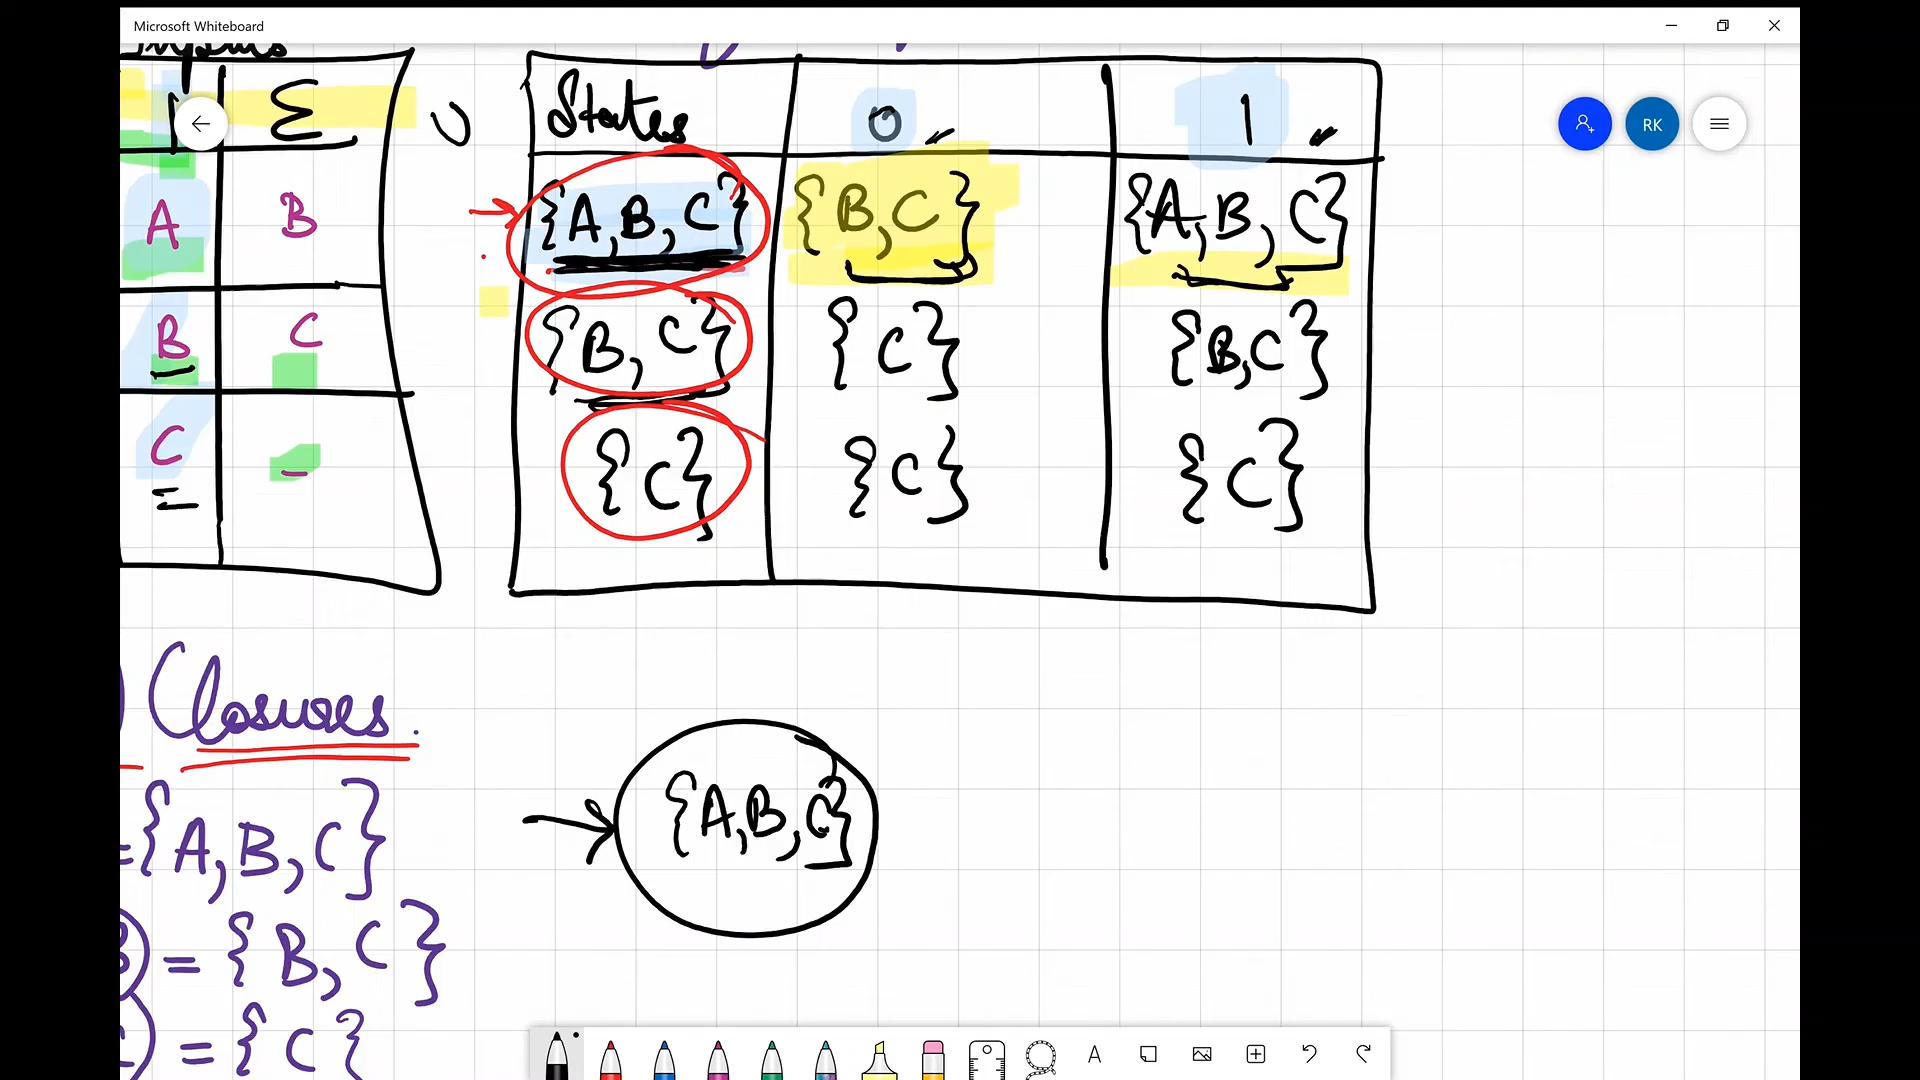 Microsoft Whiteboard
RK
Σ
States 0 1
A B
{A,B,C} {B,C} {A,B,C}
B C
{B,C} {C} {B,C}
C –
{C} {C} {C}
Closures.
={A,B,C}
{A,B,C}
B) = {B,C}
) = {C}
A